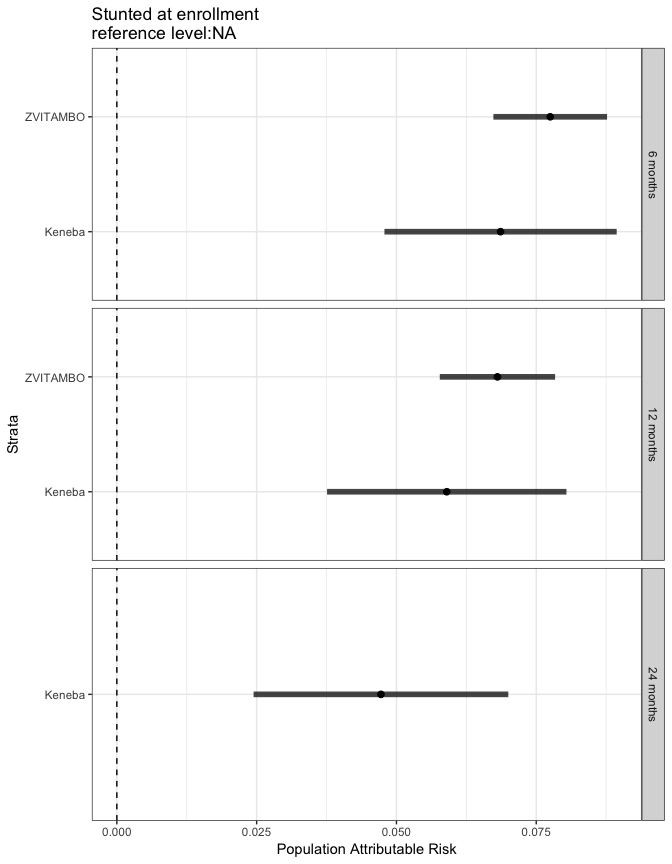 Stunted at enrollment
reference level:NA
ZVITAMBO
Keneba
6 months
ZVITAMBO
Keneba
12 months
Strata
Keneba
24 months
0.000 0.025 0.050 0.075
Population Attributable Risk